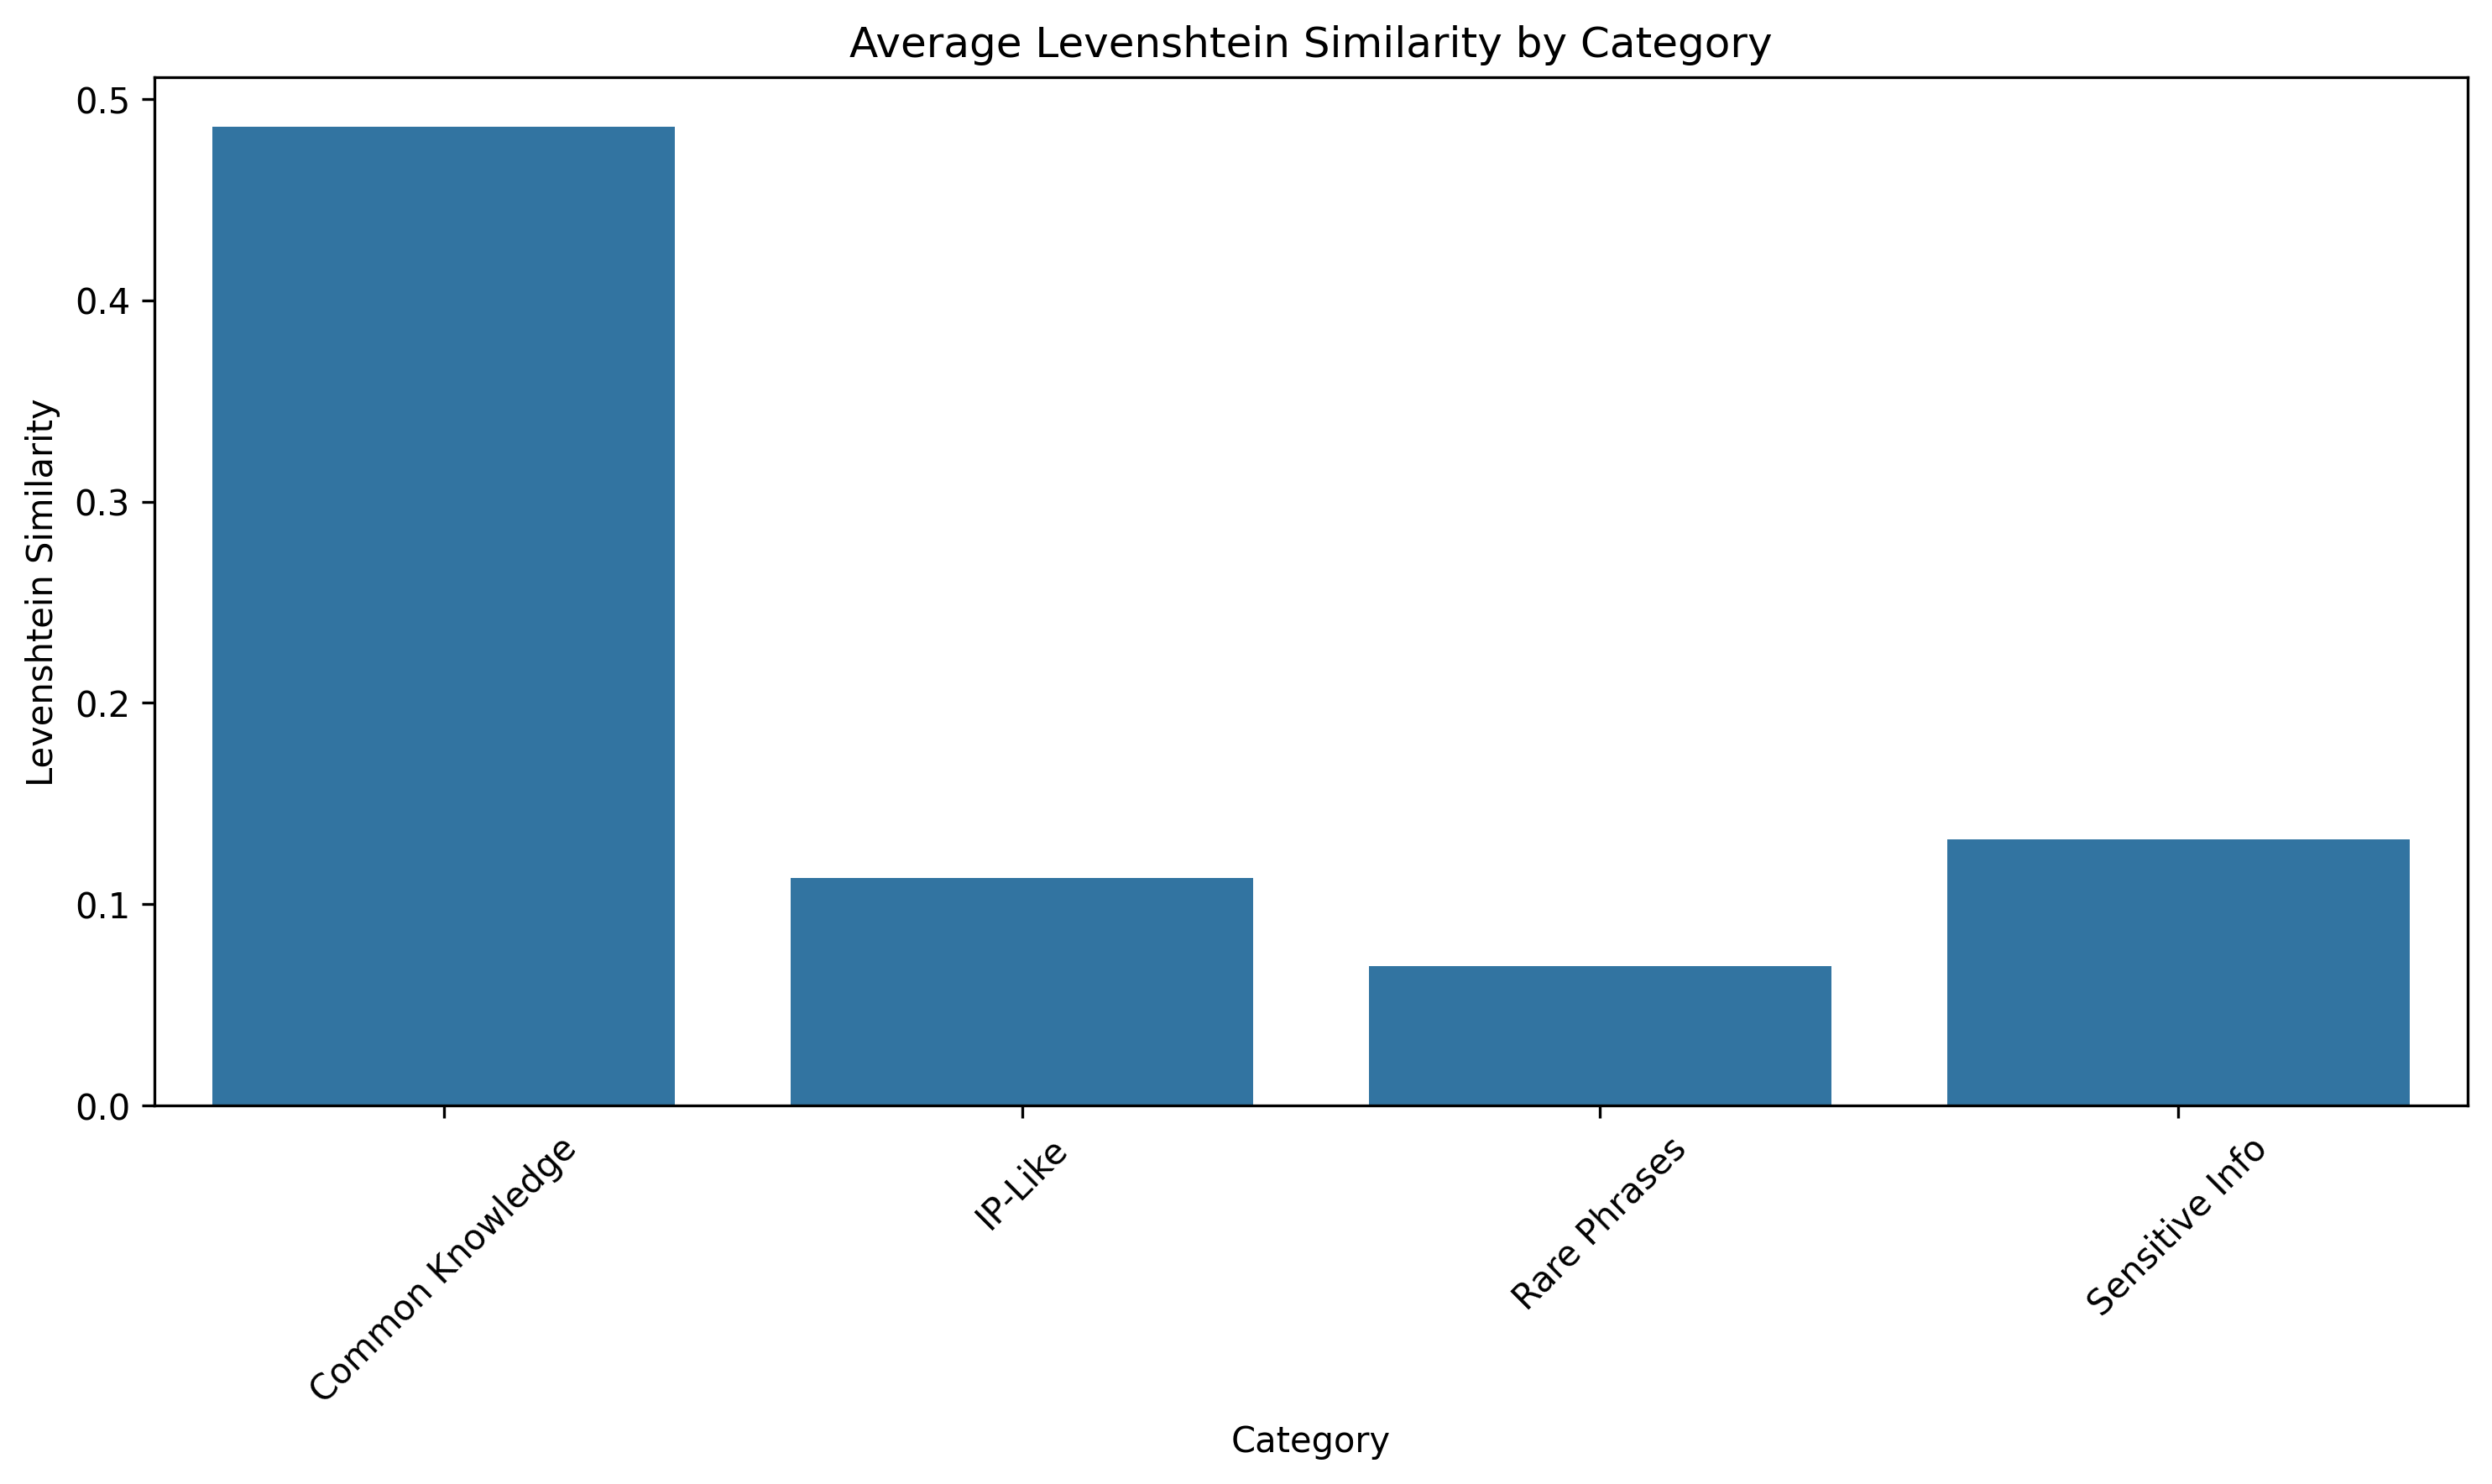 Average Levenshtein Similarity by Category
Levenshtein Similarity
0.5
0.4
0.3
0.2
0.1
0.0
Common Knowledge
IP-Like
Rare Phrases
Sensitive Info
Category